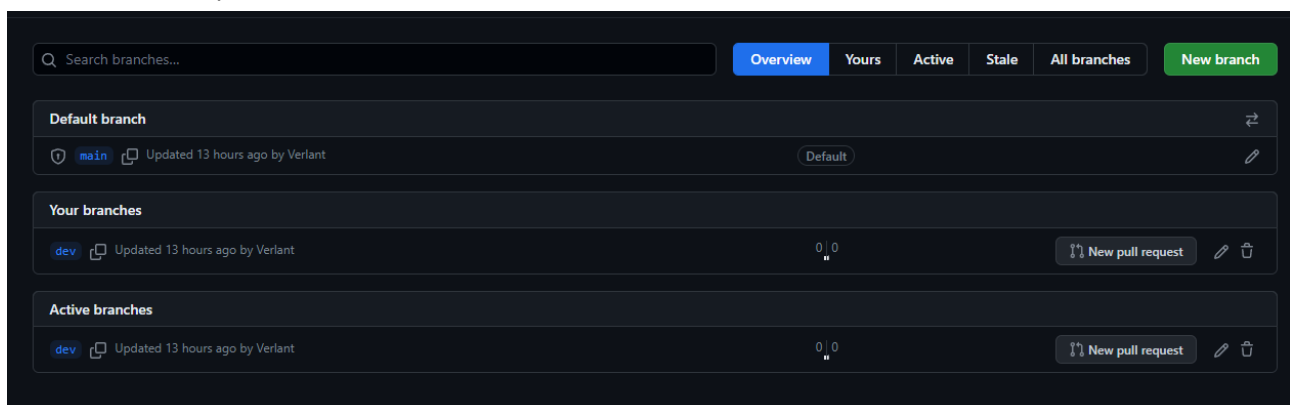 Search branches...
Overview Yours Active Stale All branches New branch
Default branch
main Updated 13 hours ago by Verlant Default
Your branches
dev Updated 13 hours ago by Verlant 0 0 New pull request
Active branches
dev Updated 13 hours ago by Verlant 0 0 New pull request